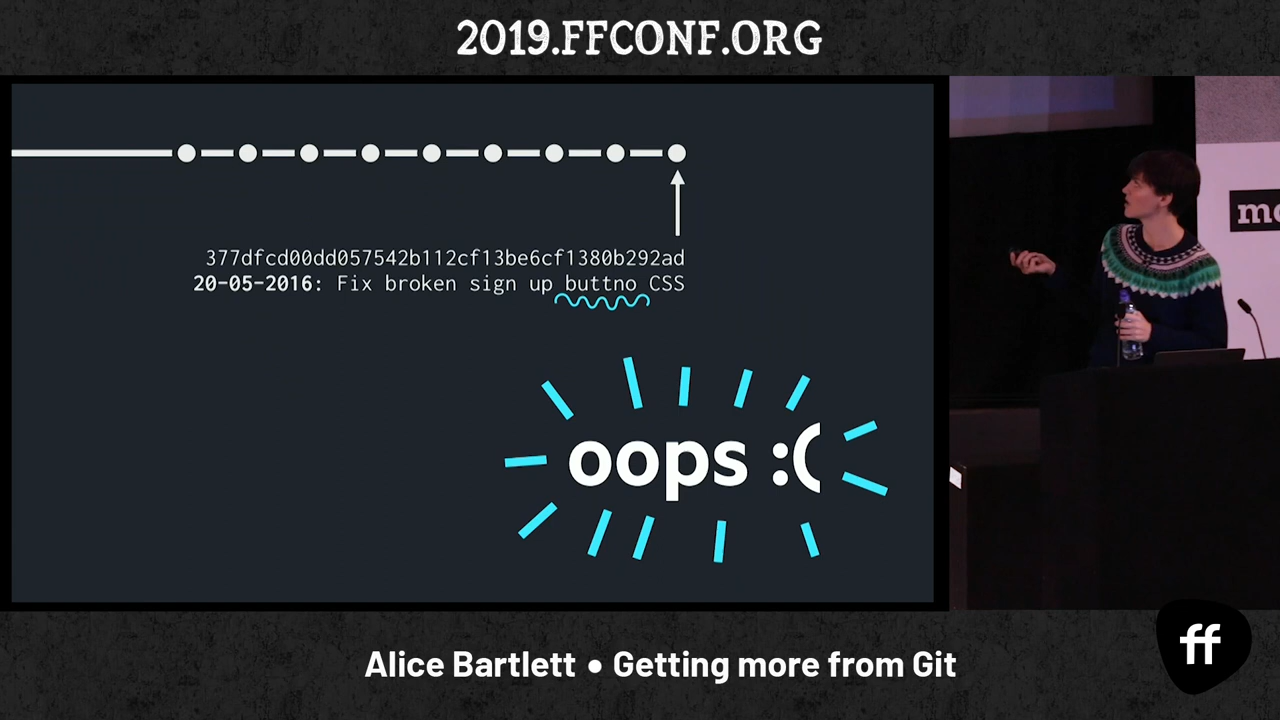 2019.FFCONF.ORG
377dfcd00dd057542b112cf13be6cf1380b292ad
20-05-2016: Fix broken sign up buttno CSS
oops :(
Alice Bartlett • Getting more from Git
ff